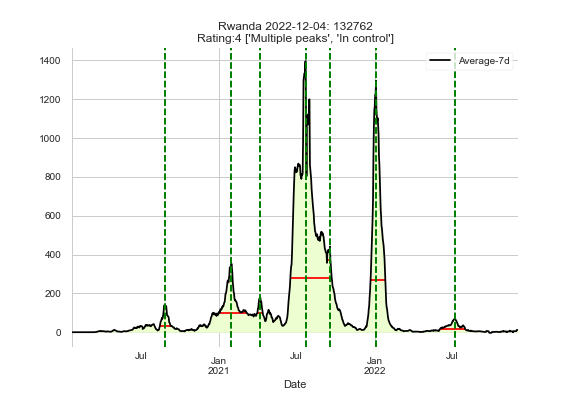 Rwanda 2022-12-04: 132762
Rating:4 ['Multiple peaks', 'In control']
Average-7d
1400
1200
1000
800
600
400
200
0
Jul
Jan
2021
Jul
Jan
2022
Jul
Date